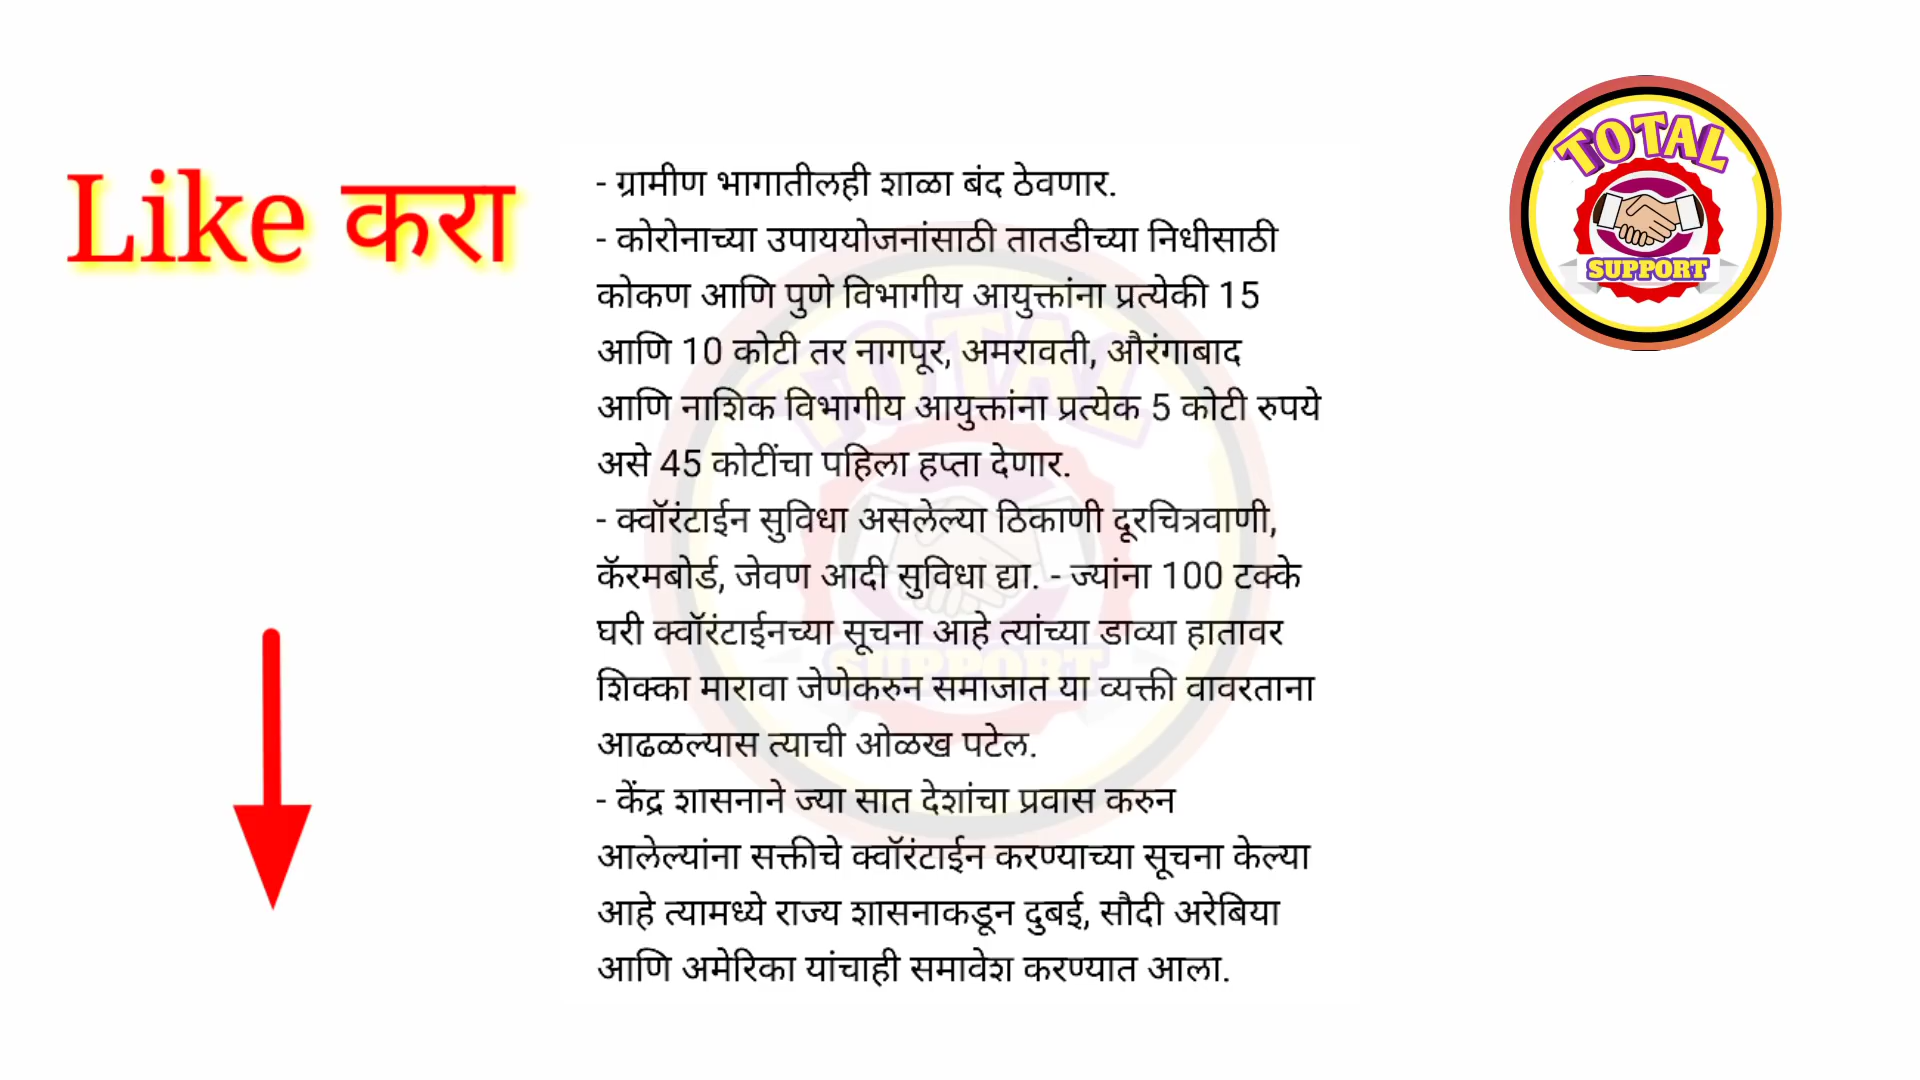 Like करा
- ग्रामीण भागातीलही शाळा बंद ठेवणार.
- कोरोनाच्या उपाययोजनांसाठी तातडीच्या निधीसाठी
कोकण आणि पुणे विभागीय आयुक्तांना प्रत्येकी 15
आणि 10 कोटी तर नागपूर, अमरावती, औरंगाबाद
आणि नाशिक विभागीय आयुक्तांना प्रत्येक 5 कोटी रुपये
असे 45 कोटींचा पहिला हप्ता देणार.
- क्वॉरंटाईन सुविधा असलेल्या ठिकाणी दूरचित्रवाणी,
कॅरमबोर्ड, जेवण आदी सुविधा द्या. - ज्यांना 100 टक्के
घरी क्वॉरंटाईनच्या सूचना आहे त्यांच्या डाव्या हातावर
शिक्का मारावा जेणेकरुन समाजात या व्यक्ती वावरताना
आढळल्यास त्याची ओळख पटेल.
- केंद्र शासनाने ज्या सात देशांचा प्रवास करुन
आलेल्यांना सक्तीचे क्वॉरंटाईन करण्याच्या सूचना केल्या
आहे त्यामध्ये राज्य शासनाकडून दुबई, सौदी अरेबिया
आणि अमेरिका यांचाही समावेश करण्यात आला.
TOTAL
SUPPORT
TOTAL
SUPPORT